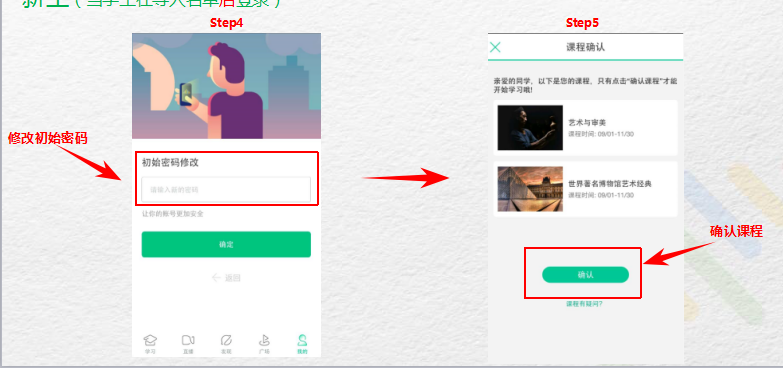 新生（当学生在导入名单后登录）
Step4
Step5
修改初始密码
初始密码修改
请输入新的密码
让你的账号更加安全
确定
返回
学习
直播
发现
广场
我的
课程确认
亲爱的同学，以下是您的课程，只有点击“确认课程”才能
开始学习哦!
艺术与审美
课程时间: 09/01-11/30
世界著名博物馆艺术经典
课程时间: 09/01-11/30
确认课程
确认
课程有疑问?